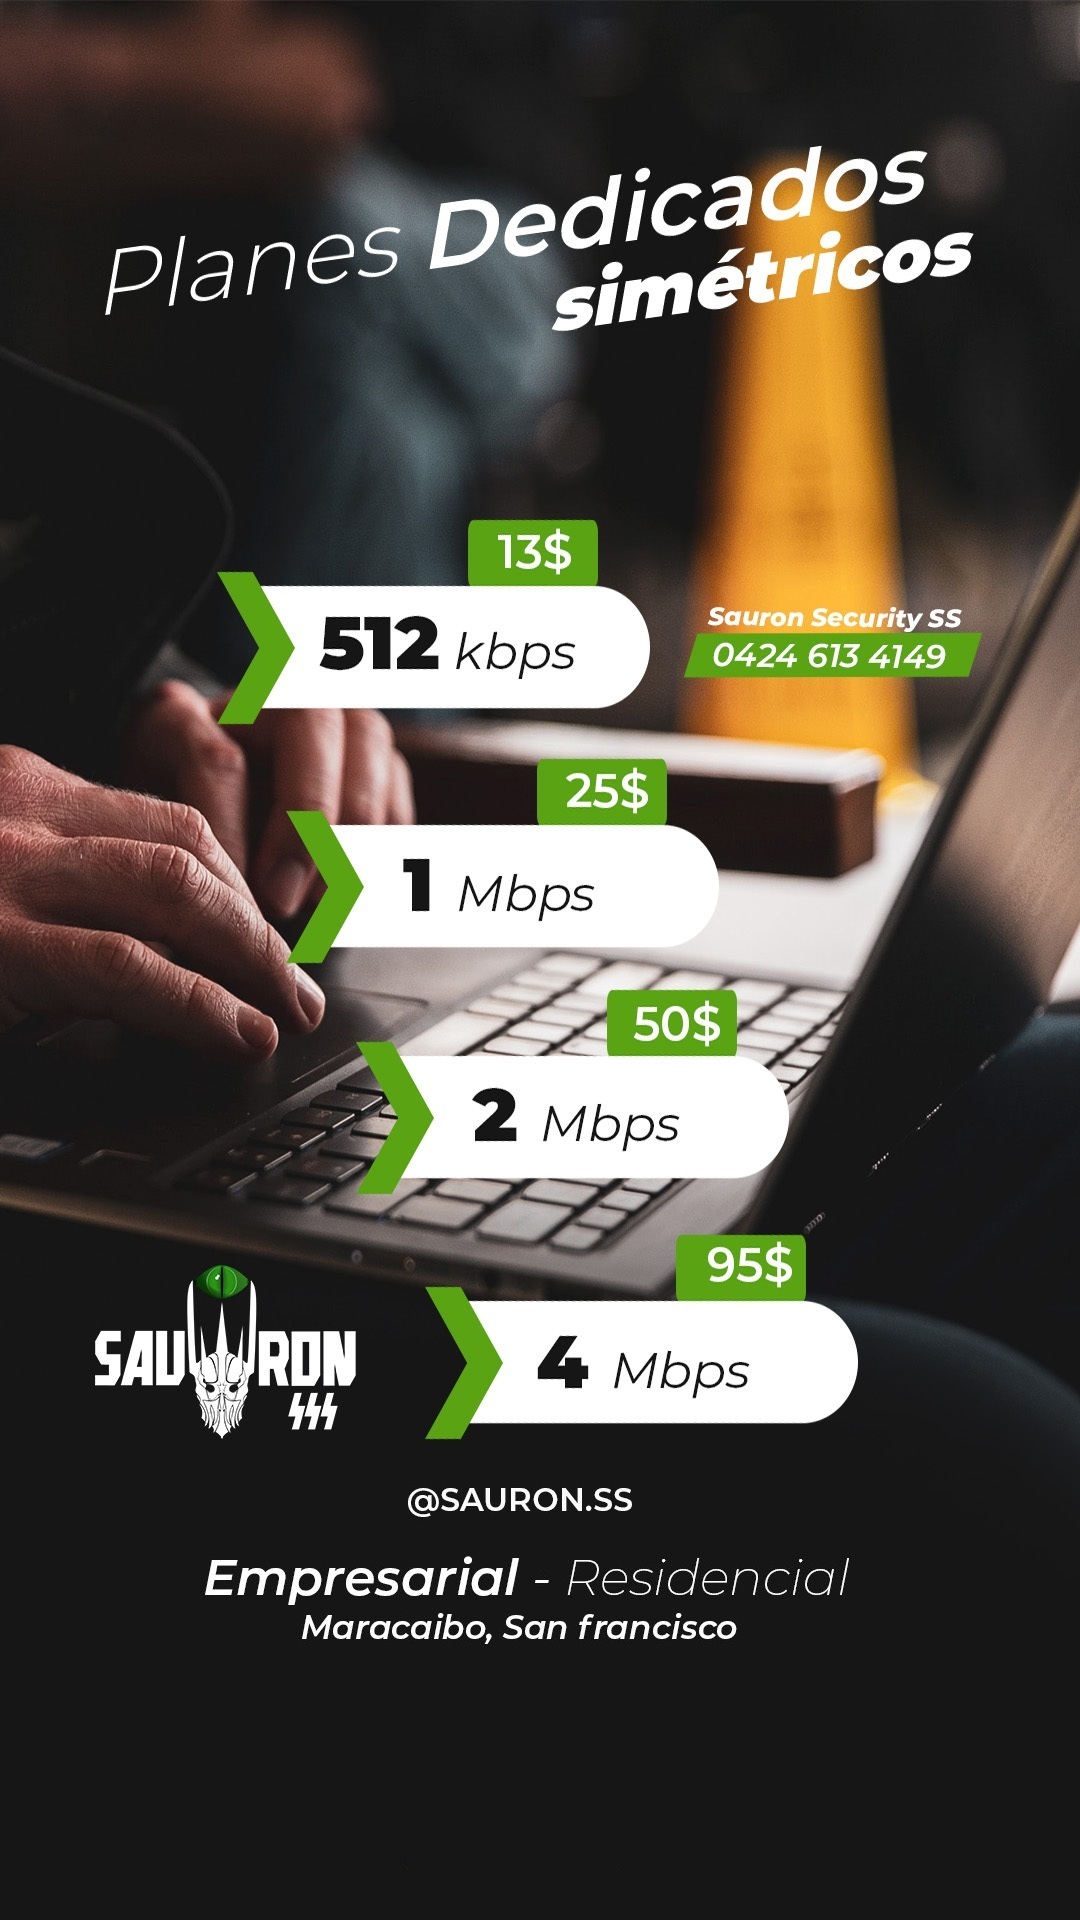 Planes Dedicados
simétricos
13$
512 kbps
Sauron Security SS
0424 613 4149
25$
1 Mbps
50$
2 Mbps
95$
4 Mbps
SAURON
@SAURON.SS
Empresarial - Residencial
Maracaibo, San francisco